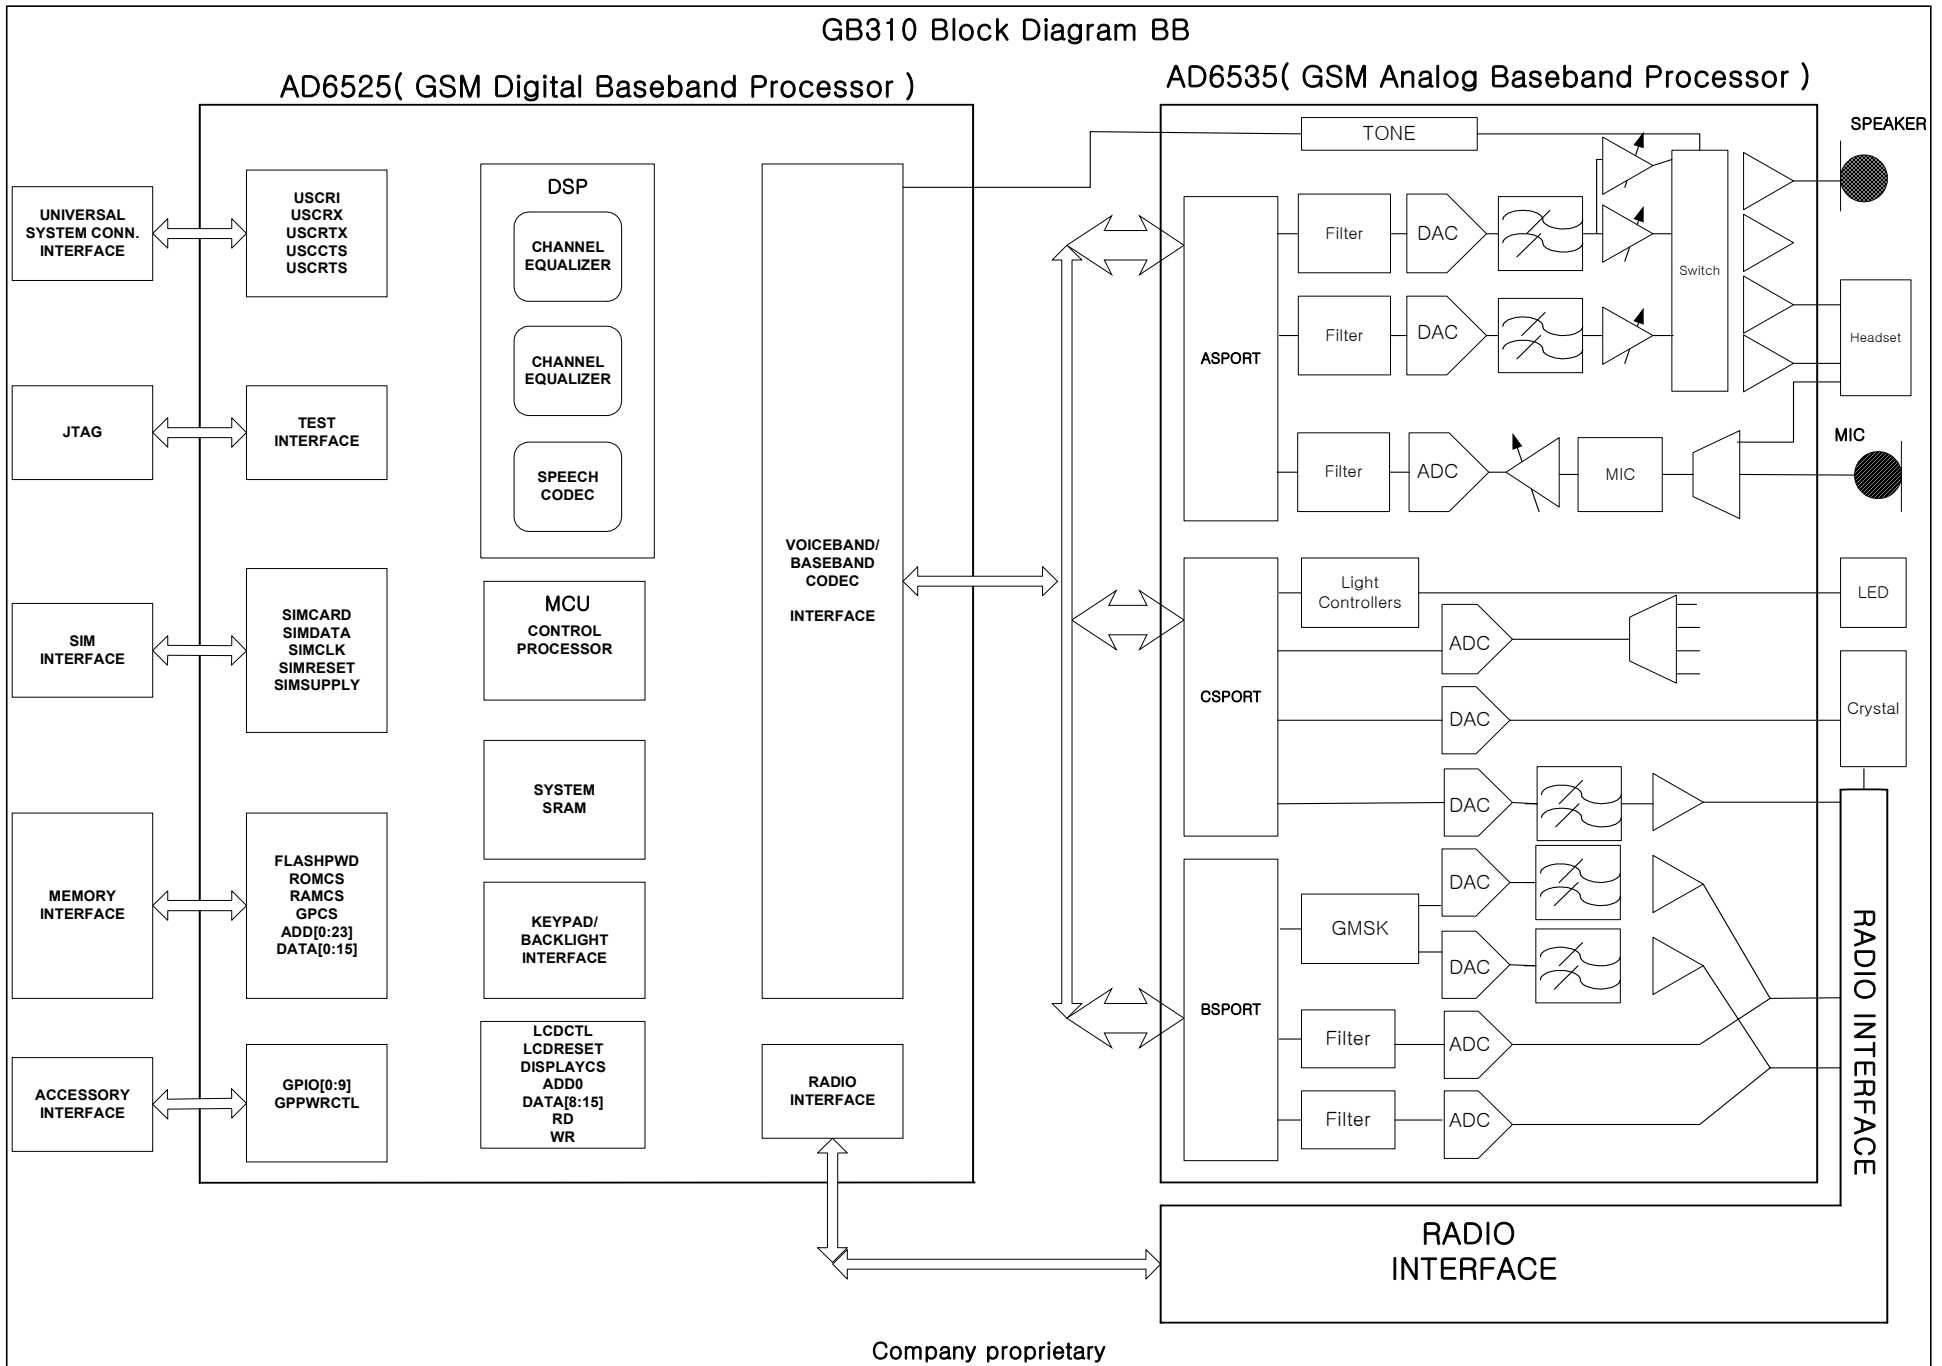 GB310 Block Diagram BB
AD6525( GSM Digital Baseband Processor )
AD6535( GSM Analog Baseband Processor )
UNIVERSAL
SYSTEM CONN.
INTERFACE
JTAG
SIM
INTERFACE
MEMORY
INTERFACE
ACCESSORY
INTERFACE
USCRI
USCRX
USCRTX
USCCTS
USCRTS
TEST
INTERFACE
SIMCARD
SIMDATA
SIMCLK
SIMRESET
SIMSUPPLY
FLASHPWD
ROMCS
RAMCS
GPCS
ADD[0:23]
DATA[0:15]
GPIO[0:9]
GPPWRCTL
DSP
CHANNEL
EQUALIZER
CHANNEL
EQUALIZER
SPEECH
CODEC
MCU
CONTROL
PROCESSOR
SYSTEM
SRAM
KEYPAD/
BACKLIGHT
INTERFACE
LCDCTL
LCDRESET
DISPLAYCS
ADD0
DATA[8:15]
RD
WR
VOICEBAND/
BASEBAND
CODEC
INTERFACE
RADIO
INTERFACE
TONE
ASPORT
Filter
DAC
Filter
DAC
Filter
ADC
MIC
Switch
SPEAKER
Headset
MIC
CSPORT
Light
Controllers
LED
ADC
DAC
Crystal
DAC
BSPORT
GMSK
DAC
DAC
Filter
ADC
Filter
ADC
RADIO INTERFACE
RADIO
INTERFACE
Company proprietary